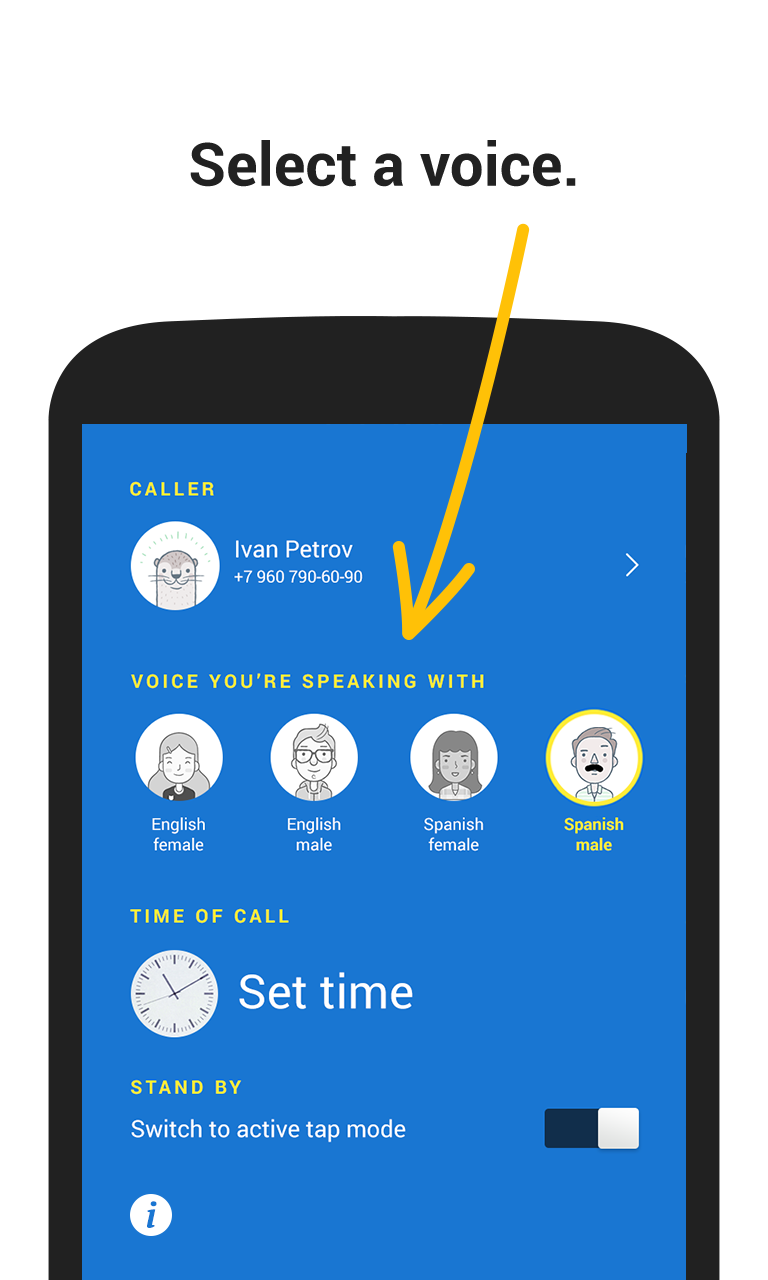 Select a voice.
CALLER
Ivan Petrov
+7 960 790-60-90
VOICE YOU'RE SPEAKING WITH
English female
English male
Spanish female
Spanish male
TIME OF CALL
Set time
STAND BY
Switch to active tap mode
i